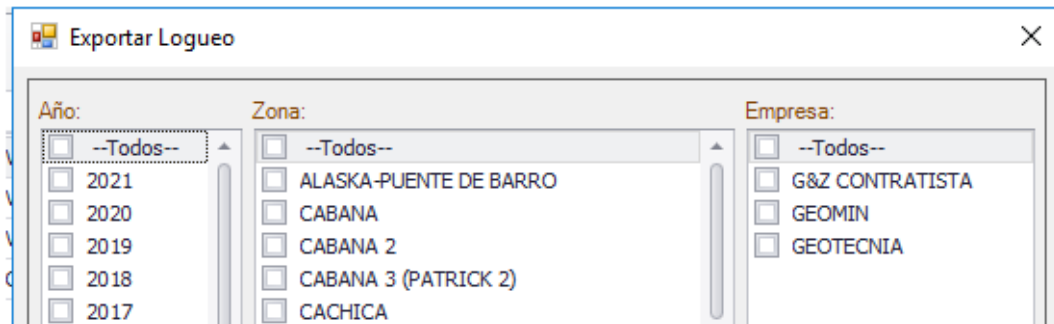 Exportar Logueo
Año:
--Todos--
2021
2020
2019
2018
2017
Zona:
--Todos--
ALASKA-PUENTE DE BARRO
CABANA
CABANA 2
CABANA 3 (PATRICK 2)
CACHICA
Empresa:
--Todos--
G&Z CONTRATISTA
GEOMIN
GEOTECNIA